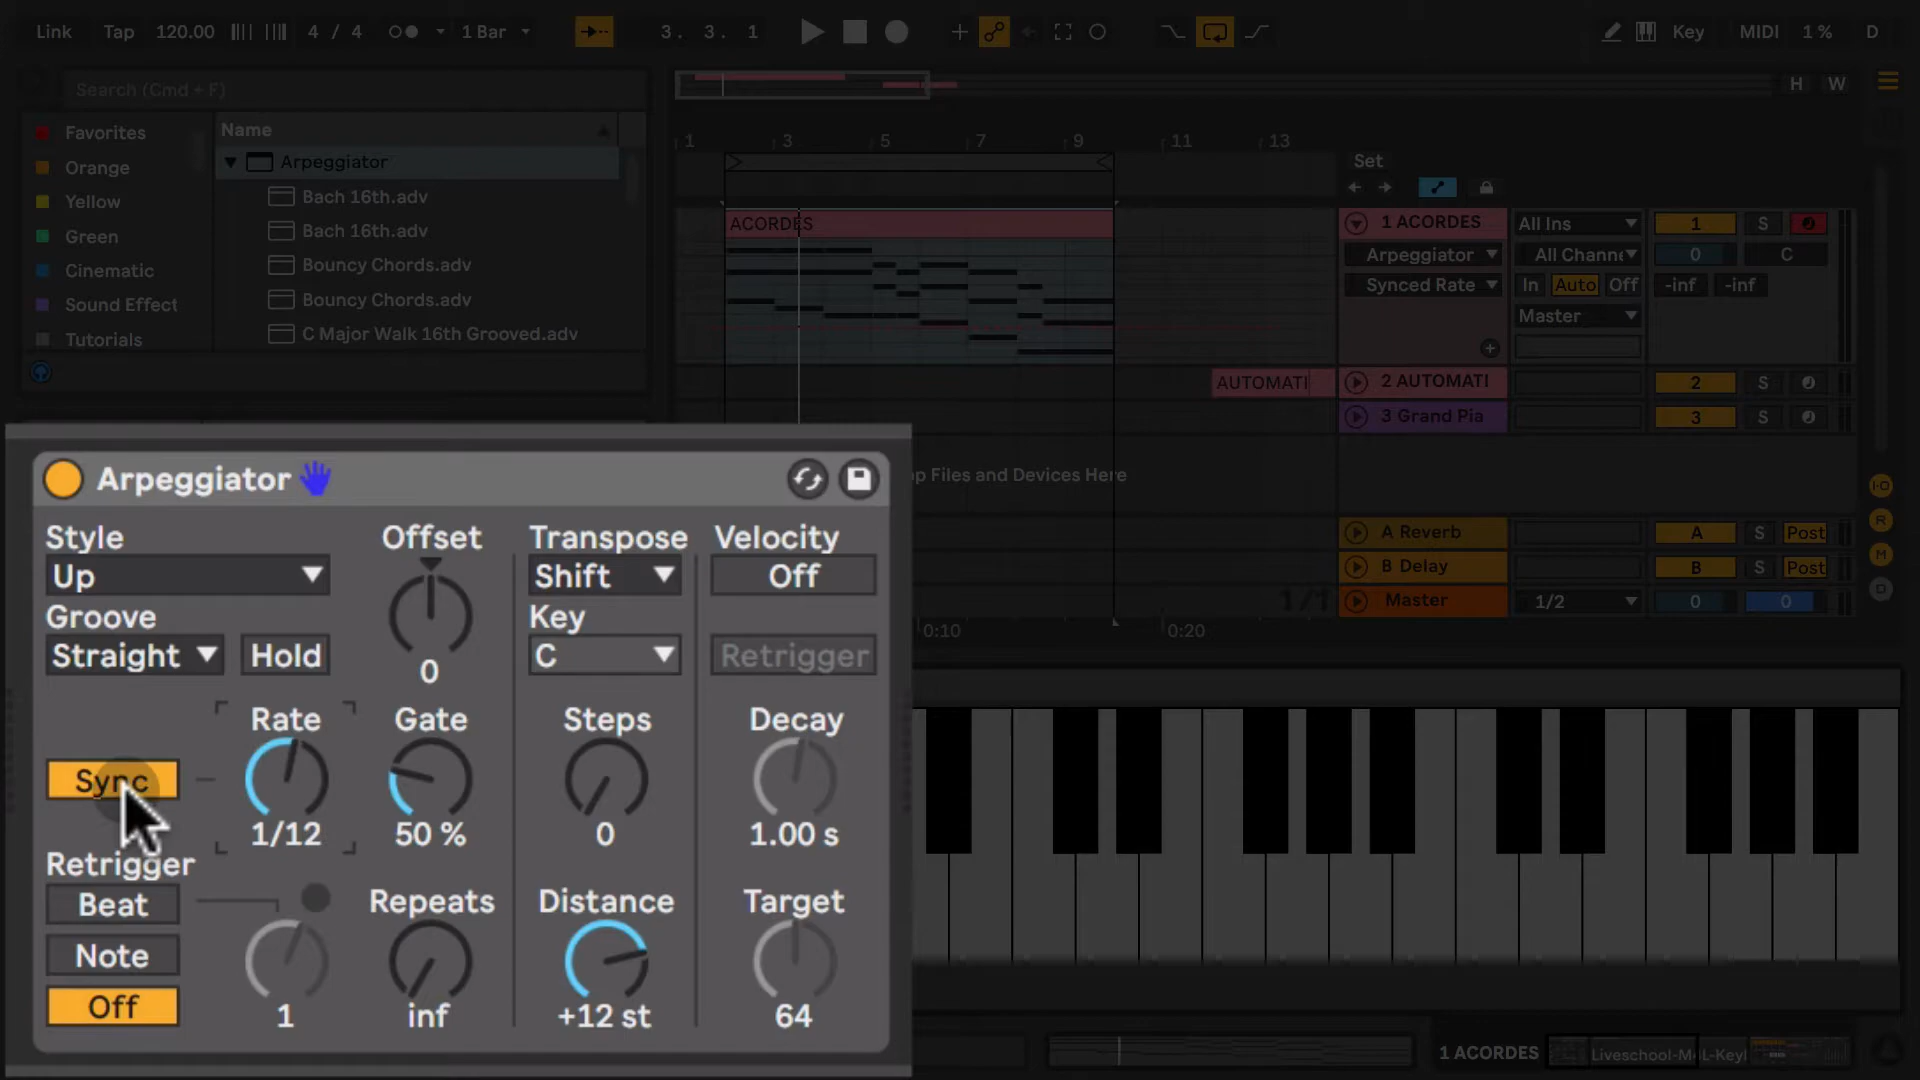 Link Tap 120.00 4 / 4 1 Bar 3. 3. 1 Key MIDI 1 % D
Search (Cmd + F)
H W
Favorites
Orange
Yellow
Green
Cinematic
Sound Effect
Tutorials
Name
Arpeggiator
Bach 16th.adv
Bach 16th.adv
Bouncy Chords.adv
Bouncy Chords.adv
C Major Walk 16th Grooved.adv
1 3 5 7 9 11 13
Set
ACORDES
1 ACORDES All Ins 1 S
Arpeggiator All Channe 0 C
Synced Rate In Auto Off -inf -inf
Master
AUTOMATI 2 AUTOMATI 2 S
3 Grand Pia 3 S
p Files and Devices Here
A Reverb A S Post
B Delay B S Post
1/1 Master 1/2 0 0
0:10 0:20
I·O
R
M
D
Arpeggiator
Style Offset Transpose Velocity
Up Shift Off
Groove Key
Straight Hold 0 C Retrigger
Rate Gate Steps Decay
Sync
1/12 50 % 0 1.00 s
Retrigger
Beat Repeats Distance Target
Note
Off 1 inf +12 st 64
1 ACORDES Liveschool-M4L-Keyl